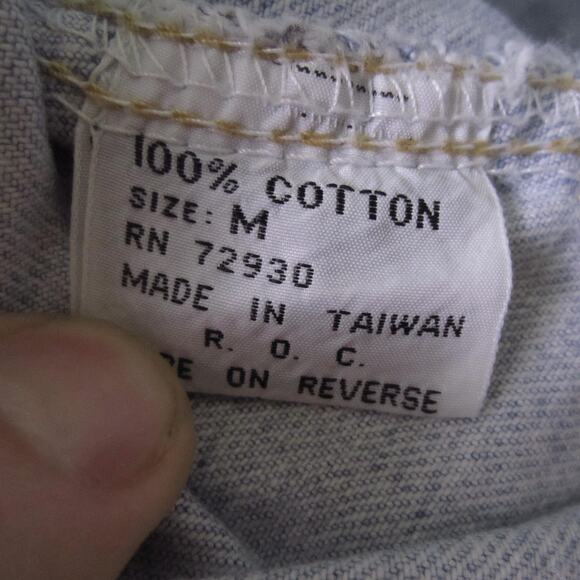 100% COTTON
SIZE: M
RN 72930
MADE IN TAIWAN
R. O. C.
ON REVERSE